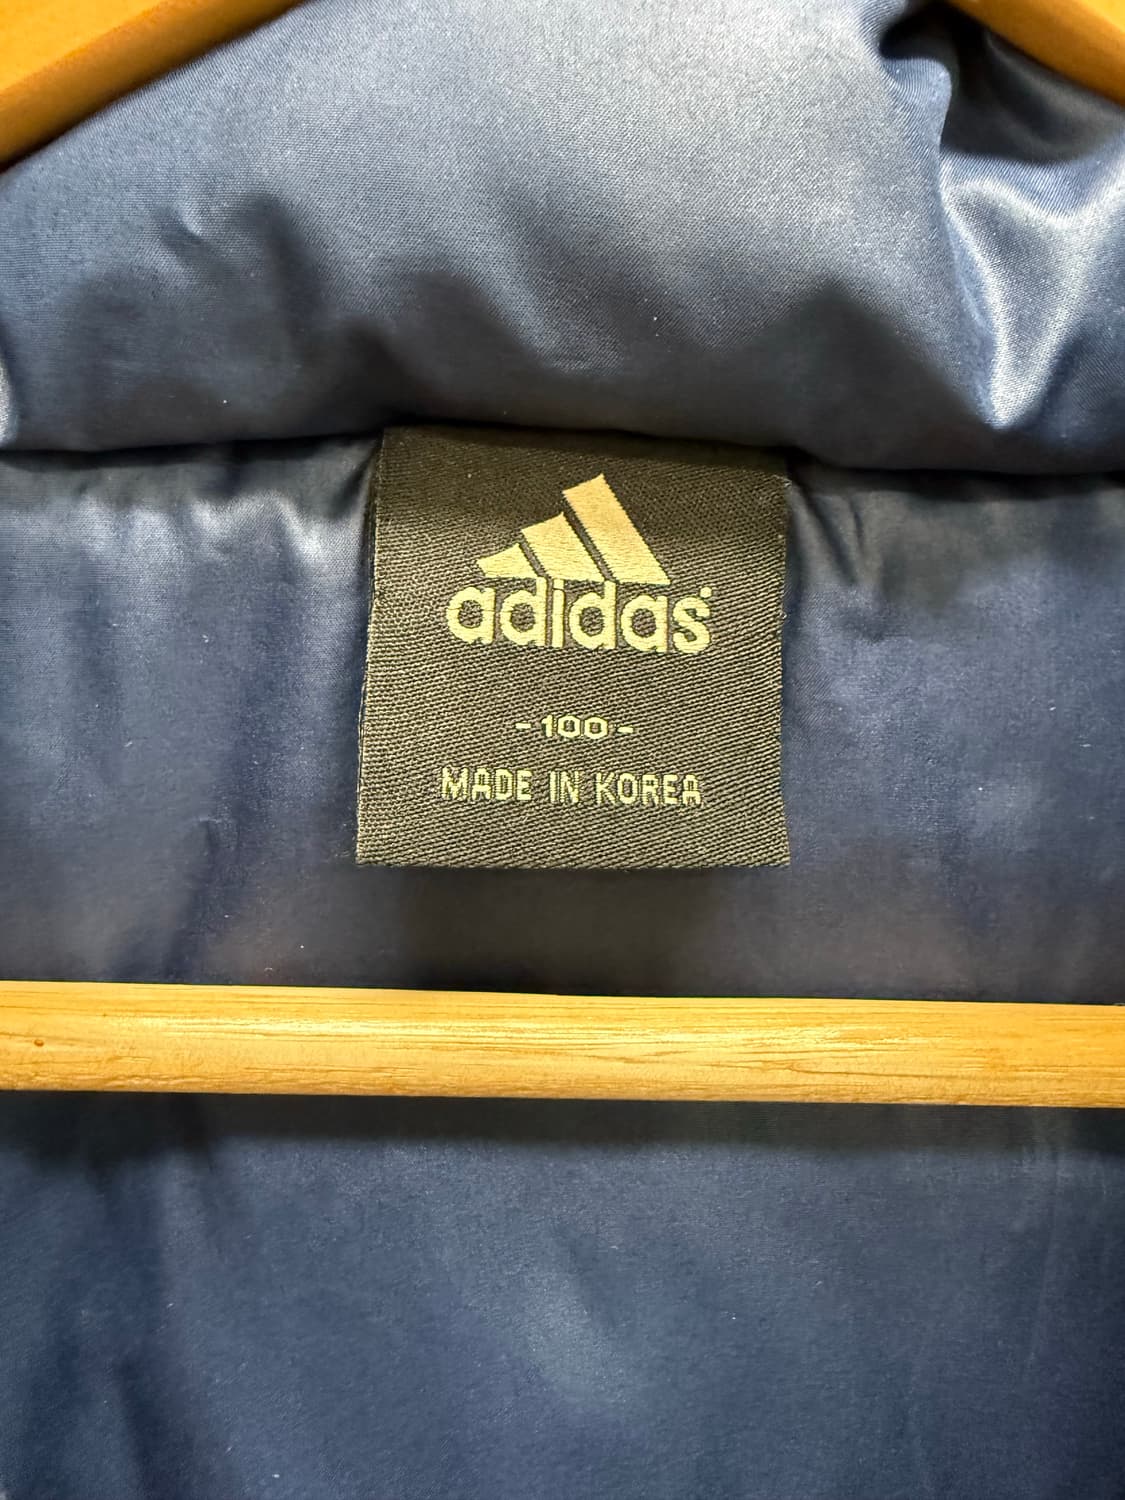 adidas
-100-
MADE IN KOREA